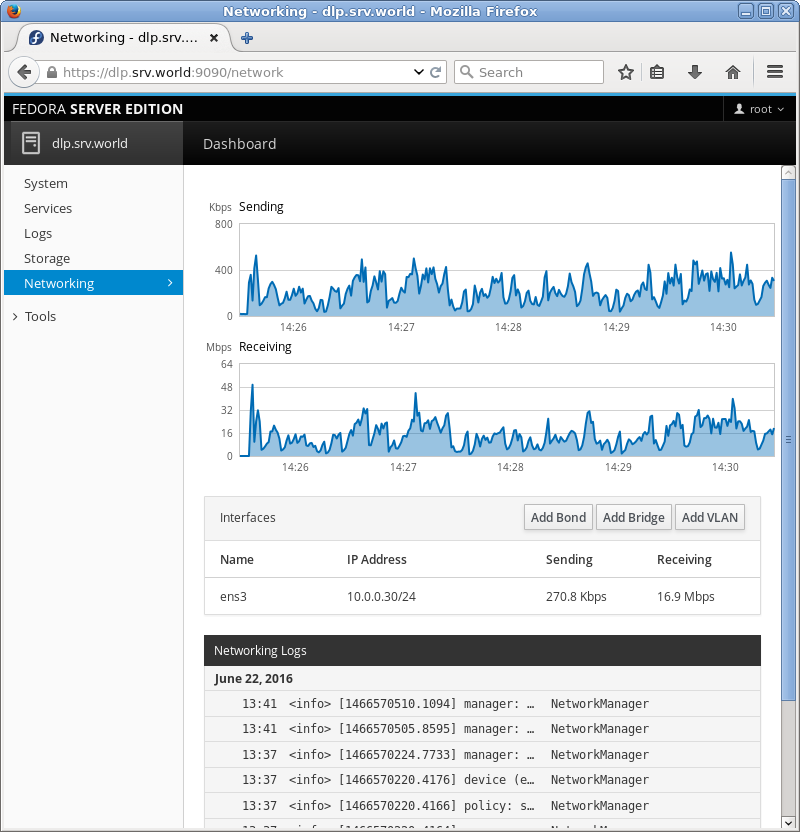 Networking - dlp.srv.world - Mozilla Firefox
Networking - dlp.srv....
https://dlp.srv.world:9090/network
Search
FEDORA SERVER EDITION
root
dlp.srv.world
Dashboard
System
Services
Logs
Storage
Networking
Tools
Kbps Sending
800
400
0
14:26 14:27 14:28 14:29 14:30
Mbps Receiving
64
48
32
16
0
14:26 14:27 14:28 14:29 14:30
Interfaces Add Bond Add Bridge Add VLAN
Name IP Address Sending Receiving
ens3 10.0.0.30/24 270.8 Kbps 16.9 Mbps
Networking Logs
June 22, 2016
13:41 <info> [1466570510.1094] manager: … NetworkManager
13:41 <info> [1466570505.8595] manager: … NetworkManager
13:37 <info> [1466570224.7733] manager: … NetworkManager
13:37 <info> [1466570220.4176] device (e… NetworkManager
13:37 <info> [1466570220.4166] policy: s… NetworkManager